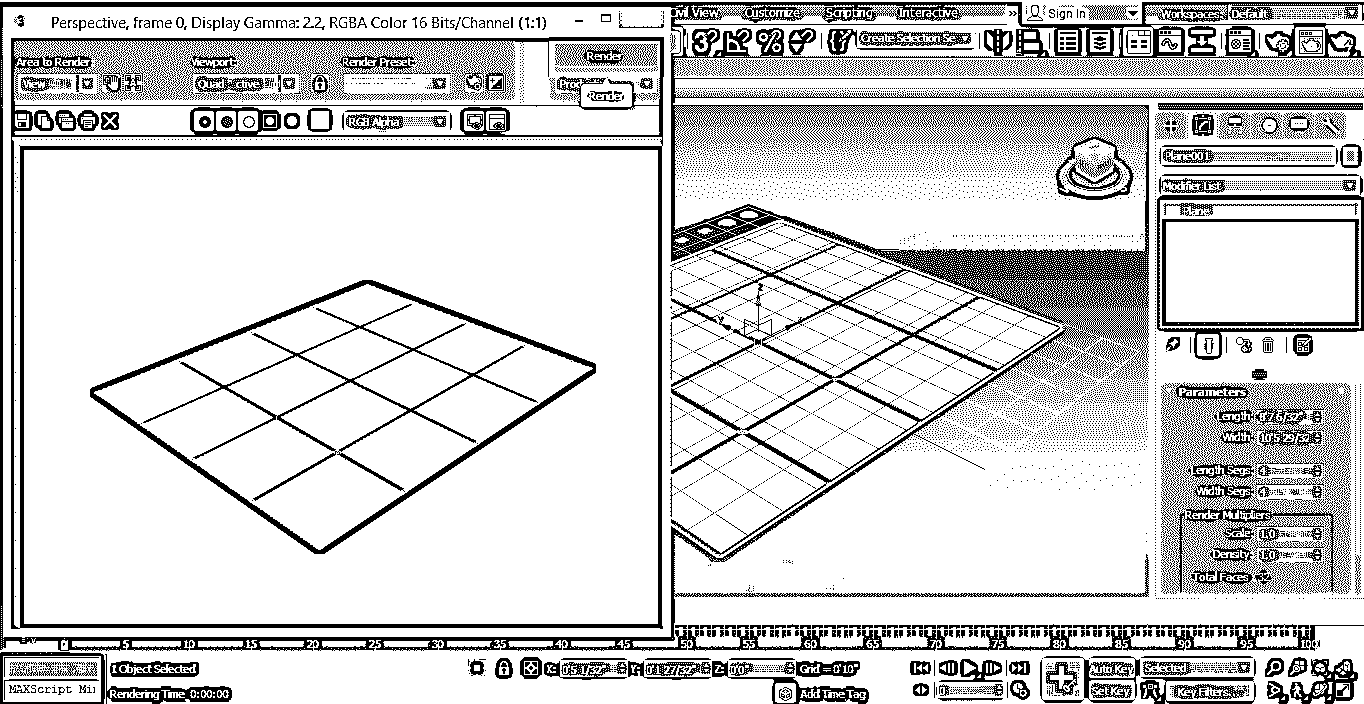 Perspective, frame 0, Display Gamma: 2.2, RGBA Color 16 Bits/Channel (1:1)
Civil View Customize Scripting Interactive
Sign In
Workspaces: Default
Area to Render
Viewport:
Render Preset:
Render
View
Render
Create Selection Se
RGB Alpha
Plane001
Modifier List
Plane
Parameters
Length:
Width:
Length Segs: 4
Width Segs: 4
Render Multipliers
Scale: 1.0
Density: 1.0
Total Faces : 32
0 5 10 15 20 25 30 35 40 45 50 55 60 65 70 75 80 85 90 95 100
1 Object Selected
X:
Y:
Z:
Grid = 0'10"
Auto Key
Selected
MAXScript Mi
Rendering Time 0:00:00
Add Time Tag
0
Set Key
Key Filters...